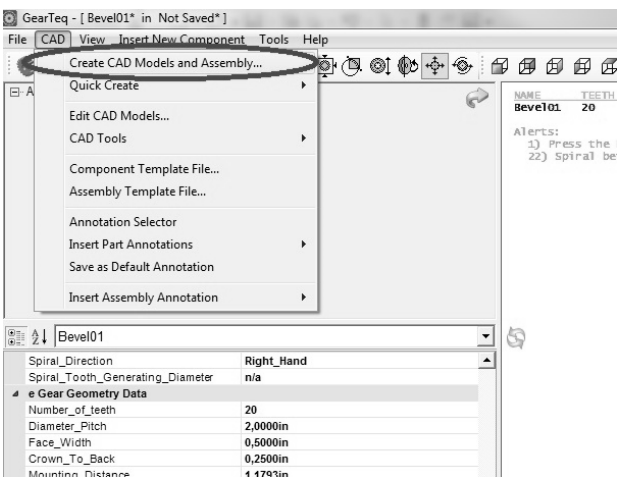 GearTeq - [ Bevel01* in Not Saved* ]
File CAD View Insert New Component Tools Help
Create CAD Models and Assembly...
Quick Create
Edit CAD Models...
CAD Tools
Component Template File...
Assembly Template File...
Annotation Selector
Insert Part Annotations
Save as Default Annotation
Insert Assembly Annotation
A
NAME TEETH
Bevel01 20
Alerts:
1) Press the
22) Spiral be
Bevel01
Spiral_Direction Right_Hand
Spiral_Tooth_Generating_Diameter n/a
e Gear Geometry Data
Number_of_teeth 20
Diameter_Pitch 2,0000in
Face_Width 0,5000in
Crown_To_Back 0,2500in
Mounting_Distance 1,1793in